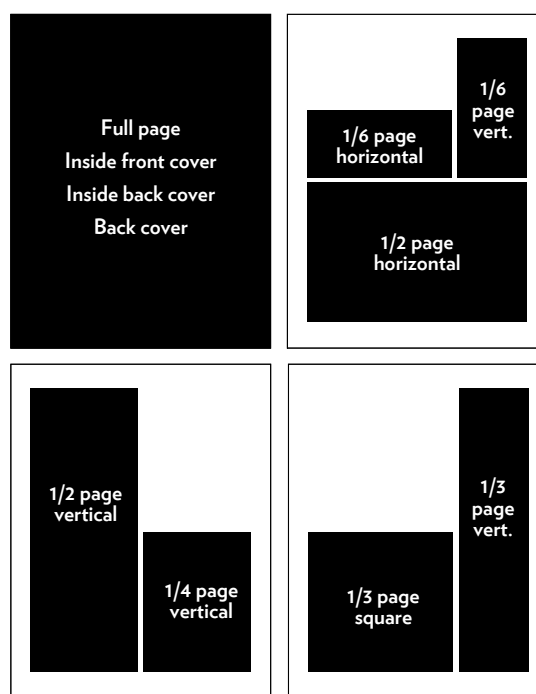 Full page
Inside front cover
Inside back cover
Back cover
1/6 page
horizontal
1/6
page
vert.
1/2 page
horizontal
1/2 page
vertical
1/4 page
vertical
1/3 page
square
1/3
page
vert.